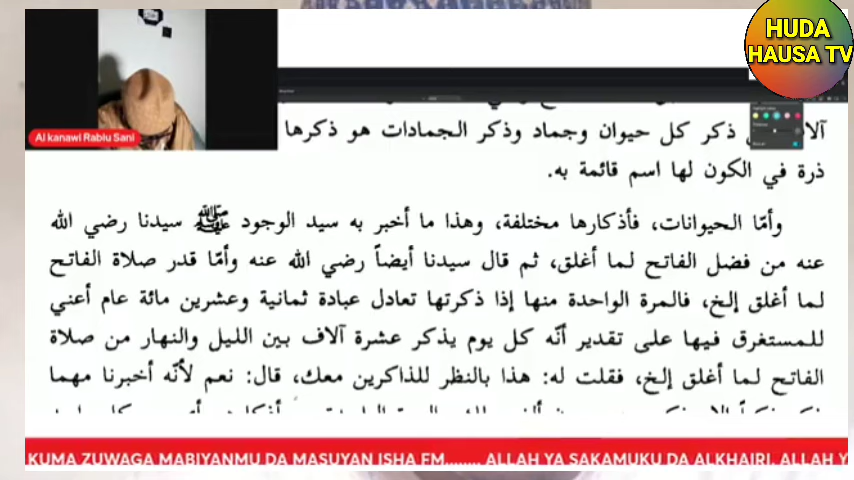 HUDA
HAUSA TV
Al kanawi Rabiu Sani
ذكر كل حيوان وجماد وذكر الجمادات هو ذكرها
ذرة في الكون لها اسم قائمة به.
وأمّا الحيوانات، فأذكارها مختلفة، وهذا ما أخبر به سيد الوجود ﷺ سيدنا رضي الله
عنه من فضل الفاتح لما أغلق، ثم قال سيدنا أيضاً رضي الله عنه وأمّا قدر صلاة الفاتح
لما أغلق إلخ، فالمرة الواحدة منها إذا ذكرتها تعادل عبادة ثمانية وعشرين مائة عام أعني
للمستغرق فيها على تقدير أنّه كل يوم يذكر عشرة آلاف بين الليل والنهار من صلاة
الفاتح لما أغلق إلخ، فقلت له: هذا بالنظر للذاكرين معك، قال: نعم لأنّه أخبرنا مهما
KUMA ZUWAGA MABIYANMU DA MASUYAN ISHA FM........ ALLAH YA SAKAMUKU DA ALKHAIRI, ALLAH Y